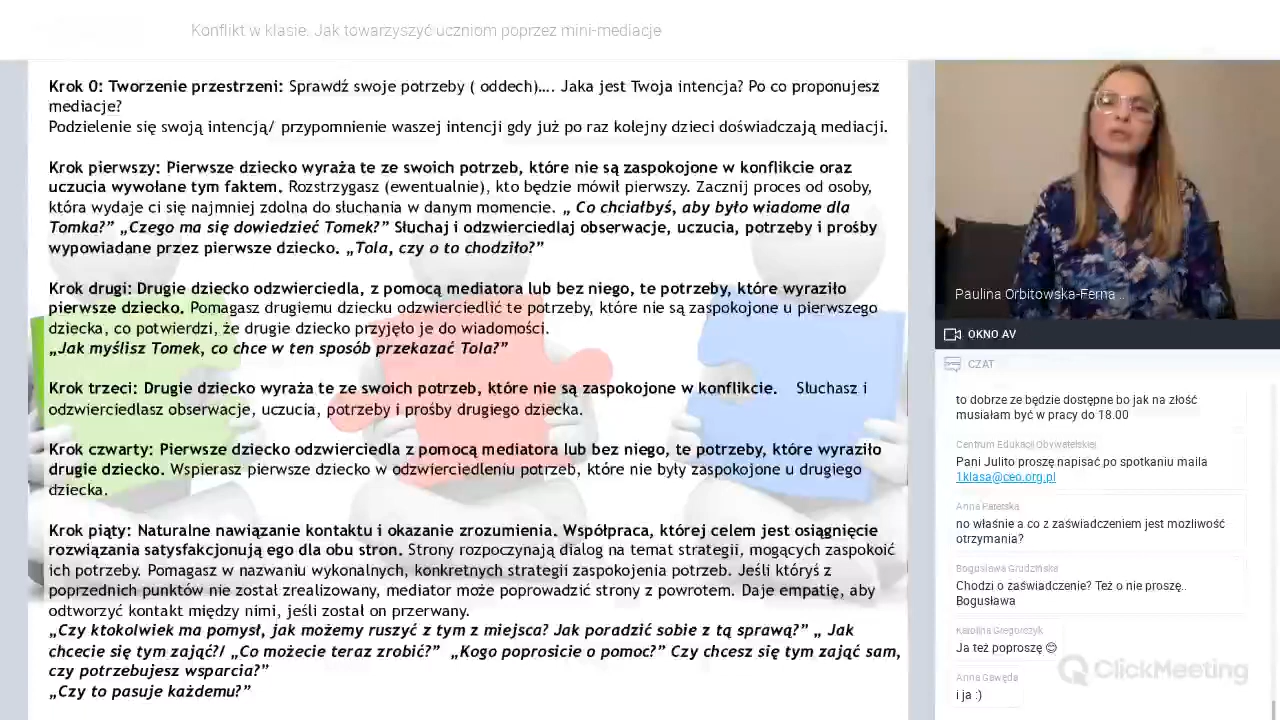 Konflikt w klasie. Jak towarzyszyć uczniom poprzez mini-mediacje
Krok 0: Tworzenie przestrzeni: Sprawdź swoje potrzeby ( oddech)…. Jaka jest Twoja intencja? Po co proponujesz
mediacje?
Podzielenie się swoją intencją/ przypomnienie waszej intencji gdy już po raz kolejny dzieci doświadczają mediacji.
Krok pierwszy: Pierwsze dziecko wyraża te ze swoich potrzeb, które nie są zaspokojone w konflikcie oraz
uczucia wywołane tym faktem. Rozstrzygasz (ewentualnie), kto będzie mówił pierwszy. Zacznij proces od osoby,
która wydaje ci się najmniej zdolna do słuchania w danym momencie. „ Co chciałbyś, aby było wiadome dla
Tomka?” „Czego ma się dowiedzieć Tomek?” Słuchaj i odzwierciedlaj obserwacje, uczucia, potrzeby i prośby
wypowiadane przez pierwsze dziecko. „Tola, czy o to chodziło?”
Krok drugi: Drugie dziecko odzwierciedla, z pomocą mediatora lub bez niego, te potrzeby, które wyraziło
pierwsze dziecko. Pomagasz drugiemu dziecku odzwierciedlić te potrzeby, które nie są zaspokojone u pierwszego
dziecka, co potwierdzi, że drugie dziecko przyjęło je do wiadomości.
„Jak myślisz Tomek, co chce w ten sposób przekazać Tola?”
Krok trzeci: Drugie dziecko wyraża te ze swoich potrzeb, które nie są zaspokojone w konflikcie. Słuchasz i
odzwierciedlasz obserwacje, uczucia, potrzeby i prośby drugiego dziecka.
Krok czwarty: Pierwsze dziecko odzwierciedla z pomocą mediatora lub bez niego, te potrzeby, które wyraziło
drugie dziecko. Wspierasz pierwsze dziecko w odzwierciedleniu potrzeb, które nie były zaspokojone u drugiego
dziecka.
Krok piąty: Naturalne nawiązanie kontaktu i okazanie zrozumienia. Współpraca, której celem jest osiągnięcie
rozwiązania satysfakcjonują ego dla obu stron. Strony rozpoczynają dialog na temat strategii, mogących zaspokoić
ich potrzeby. Pomagasz w nazwaniu wykonalnych, konkretnych strategii zaspokojenia potrzeb. Jeśli któryś z
poprzednich punktów nie został zrealizowany, mediator może poprowadzić strony z powrotem. Daje empatię, aby
odtworzyć kontakt między nimi, jeśli został on przerwany.
„Czy ktokolwiek ma pomysł, jak możemy ruszyć z tym z miejsca? Jak poradzić sobie z tą sprawą?” „ Jak
chcecie się tym zająć?/ „Co możecie teraz zrobić?” „Kogo poprosicie o pomoc?” Czy chcesz się tym zająć sam,
czy potrzebujesz wsparcia?”
„Czy to pasuje każdemu?”
Paulina Orbitowska-Ferna ..
OKNO AV
CZAT
to dobrze ze będzie dostępne bo jak na złość
musiałam być w pracy do 18.00
Centrum Edukacji Obywatelskiej
Pani Julito proszę napisać po spotkaniu maila
1klasa@ceo.org.pl
Anna Paterska
no właśnie a co z zaświadczeniem jest mozliwość
otrzymania?
Bogusława Grudzińska
Chodzi o zaświadczenie? Też o nie proszę..
Bogusława
Karolina Gregorczyk
Ja też poproszę 😊
Anna Gawęda
i ja :)
ClickMeeting